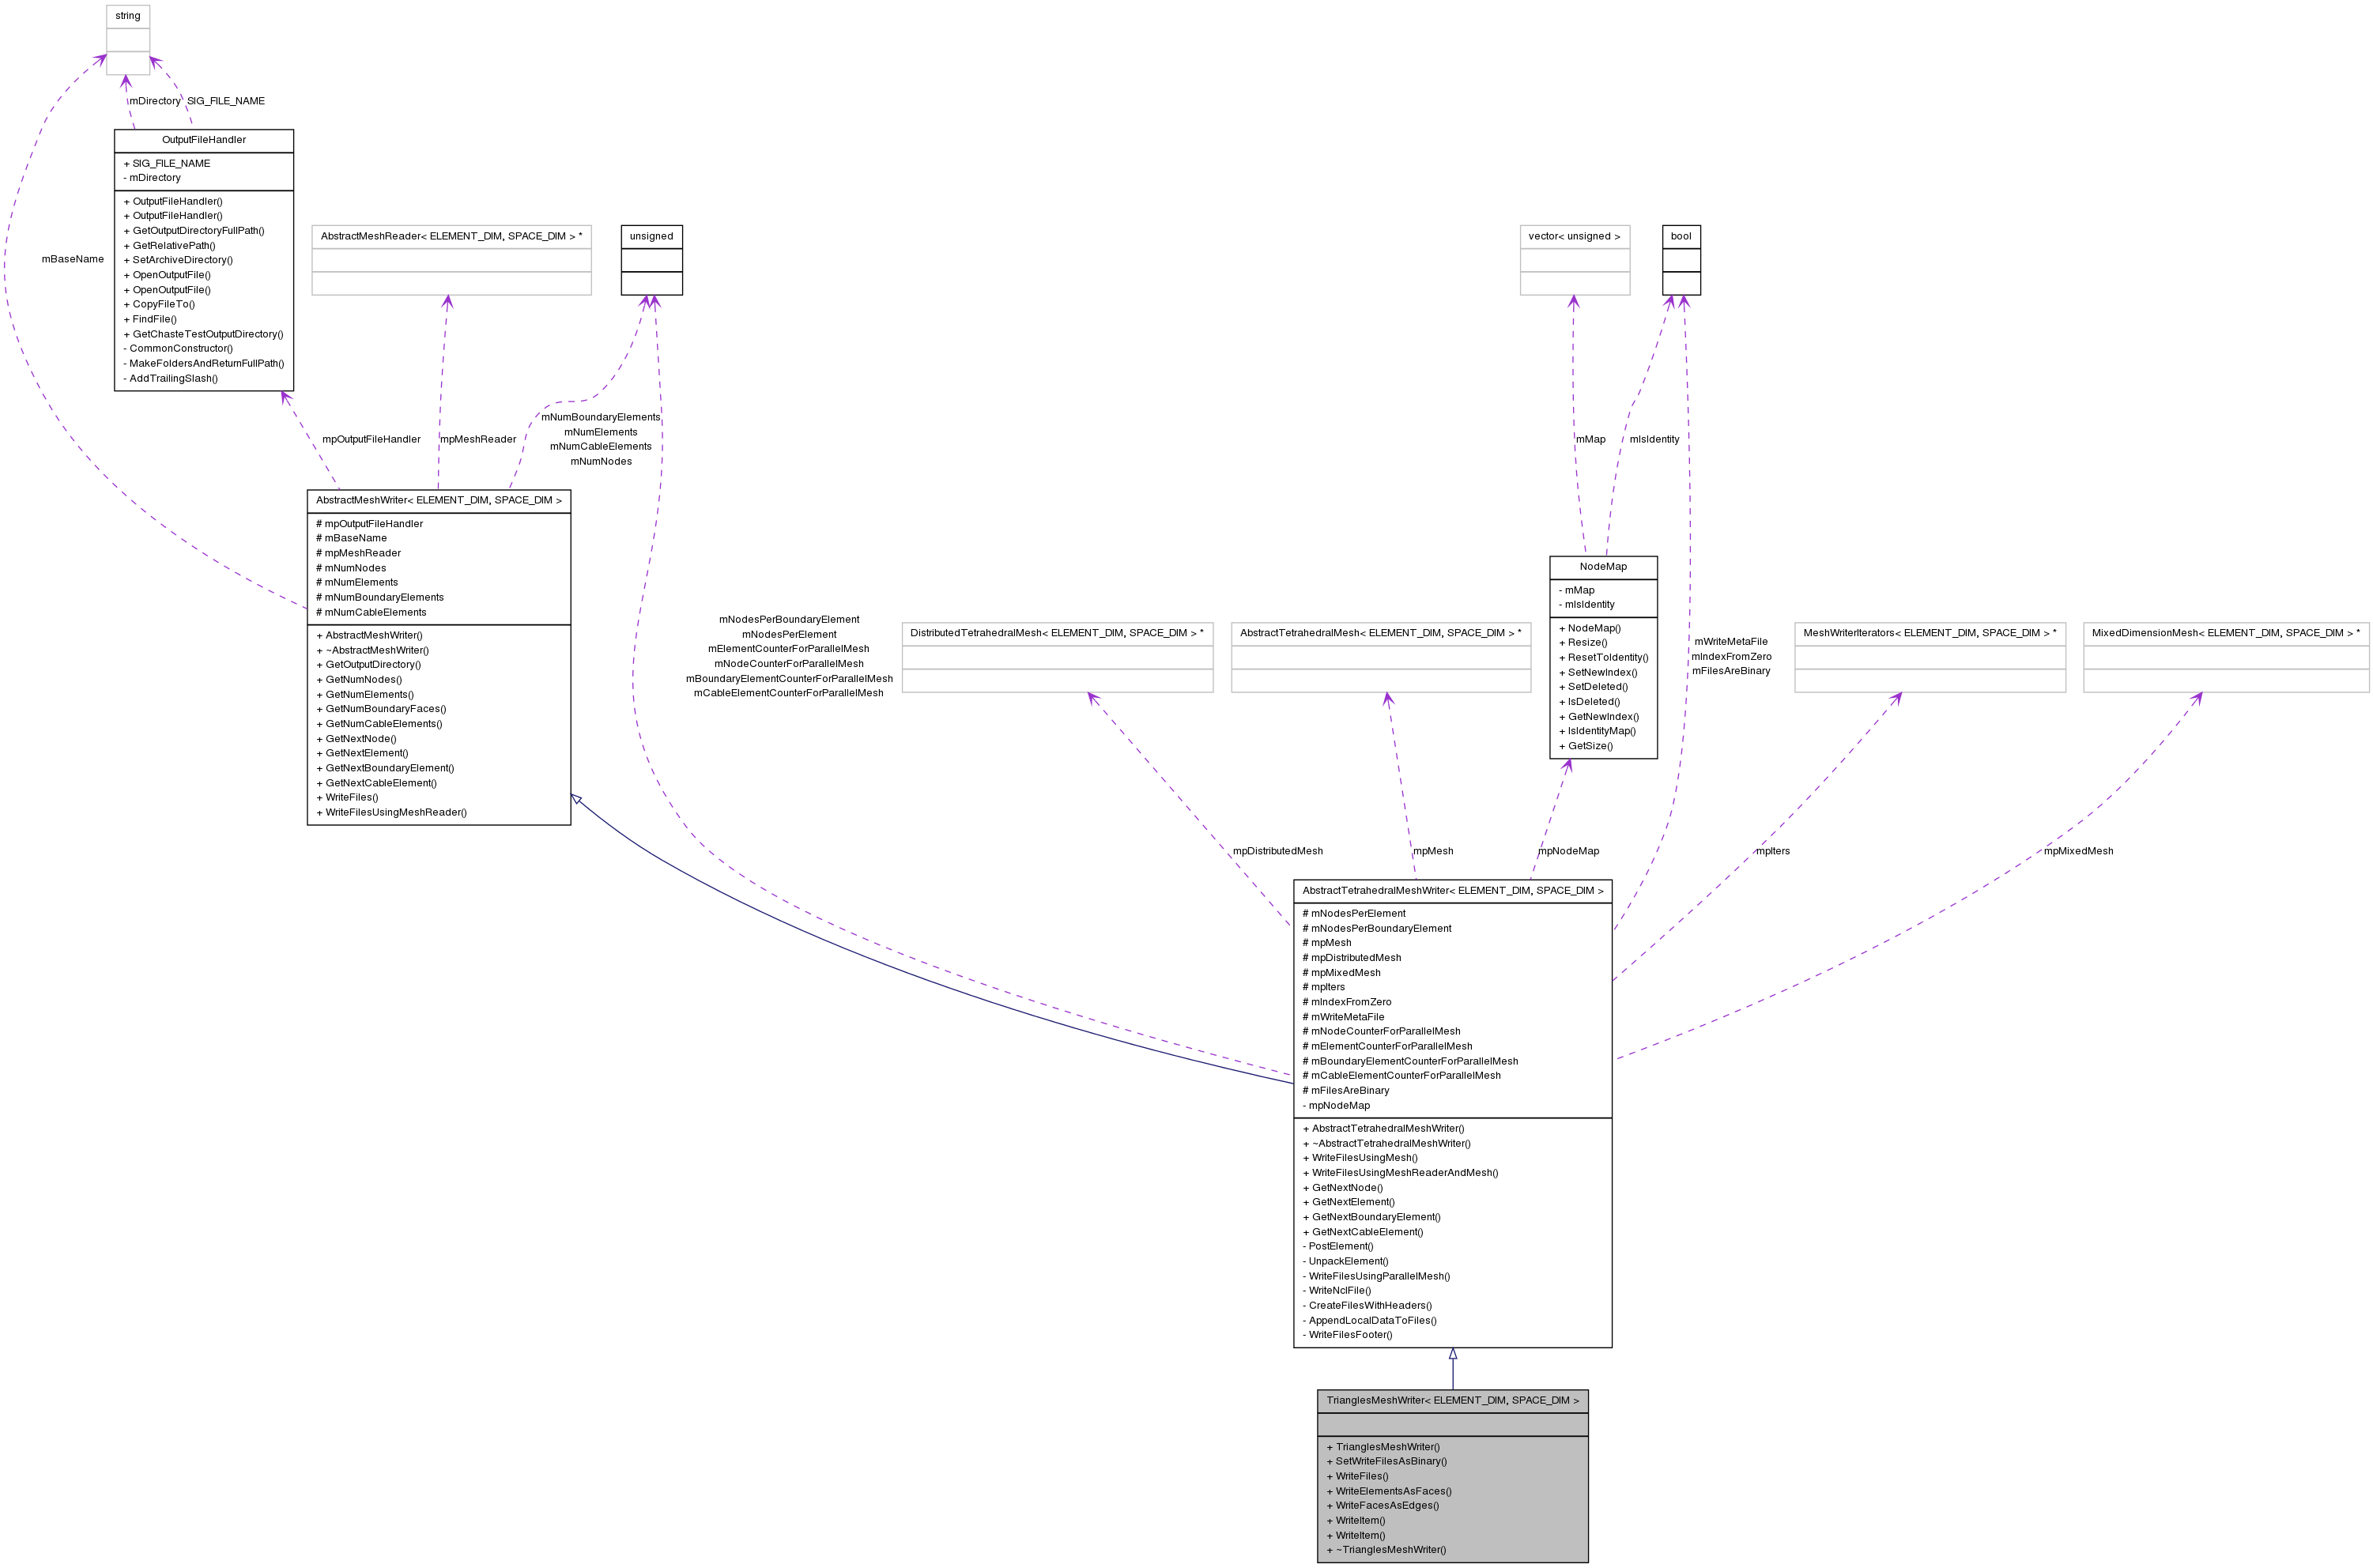 string
mDirectory
SIG_FILE_NAME
OutputFileHandler
+ SIG_FILE_NAME
- mDirectory
+ OutputFileHandler()
+ OutputFileHandler()
+ GetOutputDirectoryFullPath()
+ GetRelativePath()
+ SetArchiveDirectory()
+ OpenOutputFile()
+ OpenOutputFile()
+ CopyFileTo()
+ FindFile()
+ GetChasteTestOutputDirectory()
- CommonConstructor()
- MakeFoldersAndReturnFullPath()
- AddTrailingSlash()
mBaseName
AbstractMeshReader< ELEMENT_DIM, SPACE_DIM > *
unsigned
vector< unsigned >
bool
mpOutputFileHandler
mpMeshReader
mNumBoundaryElements
mNumElements
mNumCableElements
mNumNodes
mMap
mIsIdentity
AbstractMeshWriter< ELEMENT_DIM, SPACE_DIM >
# mpOutputFileHandler
# mBaseName
# mpMeshReader
# mNumNodes
# mNumElements
# mNumBoundaryElements
# mNumCableElements
+ AbstractMeshWriter()
+ ~AbstractMeshWriter()
+ GetOutputDirectory()
+ GetNumNodes()
+ GetNumElements()
+ GetNumBoundaryFaces()
+ GetNumCableElements()
+ GetNextNode()
+ GetNextElement()
+ GetNextBoundaryElement()
+ GetNextCableElement()
+ WriteFiles()
+ WriteFilesUsingMeshReader()
mNodesPerBoundaryElement
mNodesPerElement
mElementCounterForParallelMesh
mNodeCounterForParallelMesh
mBoundaryElementCounterForParallelMesh
mCableElementCounterForParallelMesh
DistributedTetrahedralMesh< ELEMENT_DIM, SPACE_DIM > *
AbstractTetrahedralMesh< ELEMENT_DIM, SPACE_DIM > *
NodeMap
- mMap
- mIsIdentity
+ NodeMap()
+ Resize()
+ ResetToIdentity()
+ SetNewIndex()
+ SetDeleted()
+ IsDeleted()
+ GetNewIndex()
+ IsIdentityMap()
+ GetSize()
mWriteMetaFile
mIndexFromZero
mFilesAreBinary
MeshWriterIterators< ELEMENT_DIM, SPACE_DIM > *
MixedDimensionMesh< ELEMENT_DIM, SPACE_DIM > *
mpDistributedMesh
mpMesh
mpNodeMap
mpIters
mpMixedMesh
AbstractTetrahedralMeshWriter< ELEMENT_DIM, SPACE_DIM >
# mNodesPerElement
# mNodesPerBoundaryElement
# mpMesh
# mpDistributedMesh
# mpMixedMesh
# mpIters
# mIndexFromZero
# mWriteMetaFile
# mNodeCounterForParallelMesh
# mElementCounterForParallelMesh
# mBoundaryElementCounterForParallelMesh
# mCableElementCounterForParallelMesh
# mFilesAreBinary
- mpNodeMap
+ AbstractTetrahedralMeshWriter()
+ ~AbstractTetrahedralMeshWriter()
+ WriteFilesUsingMesh()
+ WriteFilesUsingMeshReaderAndMesh()
+ GetNextNode()
+ GetNextElement()
+ GetNextBoundaryElement()
+ GetNextCableElement()
- PostElement()
- UnpackElement()
- WriteFilesUsingParallelMesh()
- WriteNclFile()
- CreateFilesWithHeaders()
- AppendLocalDataToFiles()
- WriteFilesFooter()
TrianglesMeshWriter< ELEMENT_DIM, SPACE_DIM >
+ TrianglesMeshWriter()
+ SetWriteFilesAsBinary()
+ WriteFiles()
+ WriteElementsAsFaces()
+ WriteFacesAsEdges()
+ WriteItem()
+ WriteItem()
+ ~TrianglesMeshWriter()